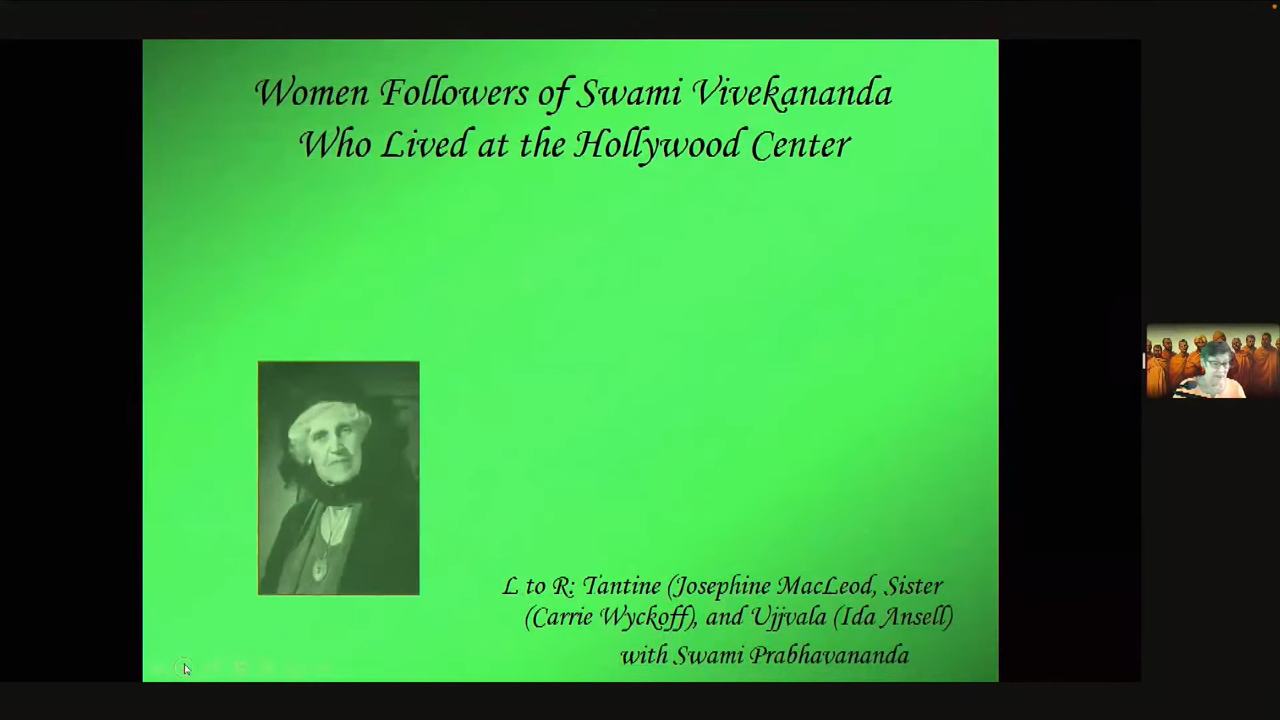 Women Followers of Swami Vivekananda
Who Lived at the Hollywood Center
L to R: Tantine (Josephine MacLeod, Sister
(Carrie Wyckoff), and Ujjvala (Ida Ansell)
with Swami Prabhavananda